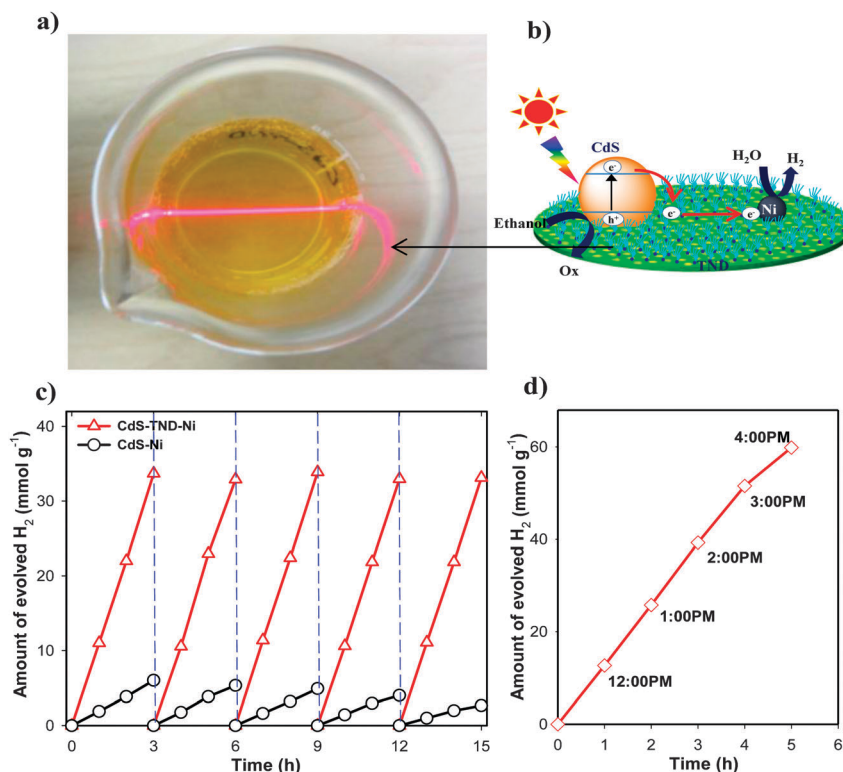 a)
b)
CdS
e-
h+
H2O
H2
Ni
e-
e-
Ethanol
Ox
TND
c)
40
30
20
10
0
Amount of evolved H2 (mmol g-1)
CdS-TND-Ni
CdS-Ni
0
3
6
9
12
15
Time (h)
d)
60
40
20
0
Amount of evolved H2 (mmol g-1)
4:00PM
3:00PM
2:00PM
1:00PM
12:00PM
0
1
2
3
4
5
6
Time (h)